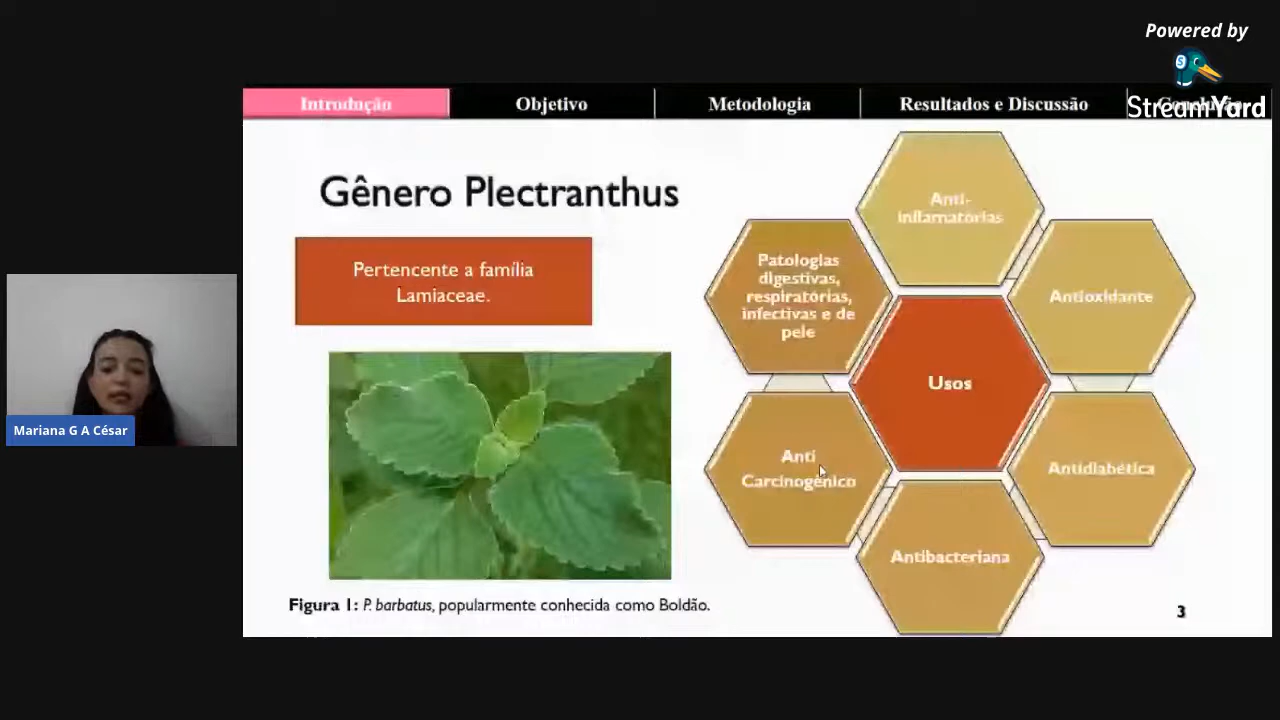 Powered by
StreamYard
Introdução
Objetivo
Metodologia
Resultados e Discussão
Gênero Plectranthus
Pertencente a família
Lamiaceae.
Anti-
inflamatórias
Patologias
digestivas,
respiratórias,
infectivas e de
pele
Antioxidante
Usos
Anti
Carcinogênico
Antidiabética
Antibacteriana
Mariana G A César
Figura 1: P. barbatus, popularmente conhecida como Boldão.
3